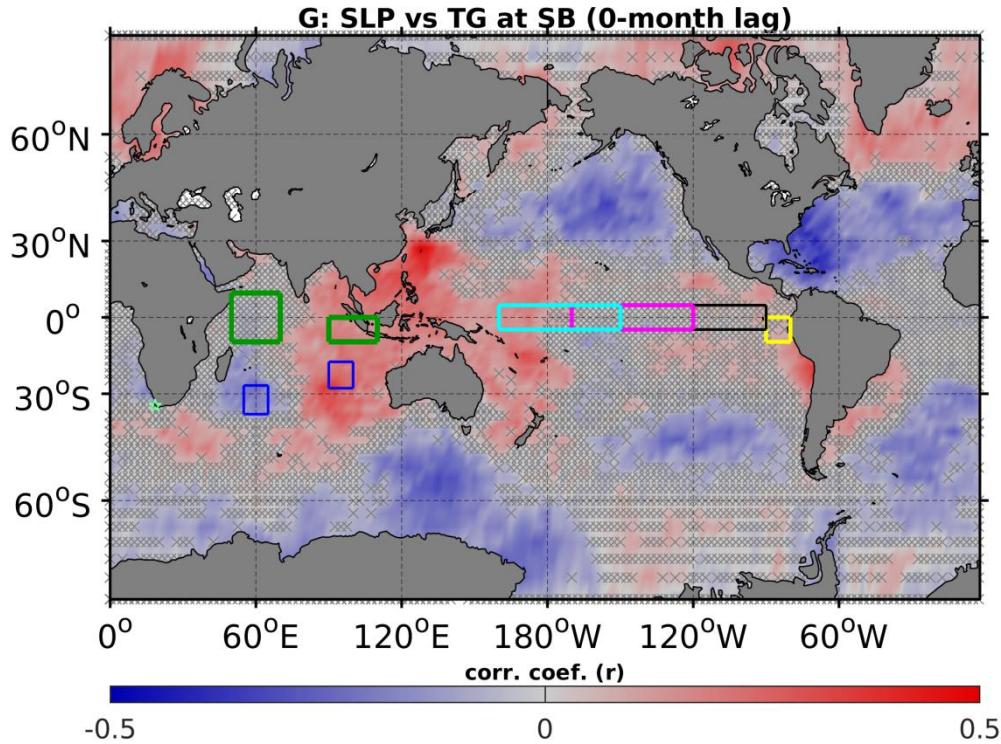 G: SLP vs TG at SB (0-month lag)
60°N
30°N
0°
30°S
60°S
0° 60°E 120°E 180°W 120°W 60°W
corr. coef. (r)
-0.5 0 0.5